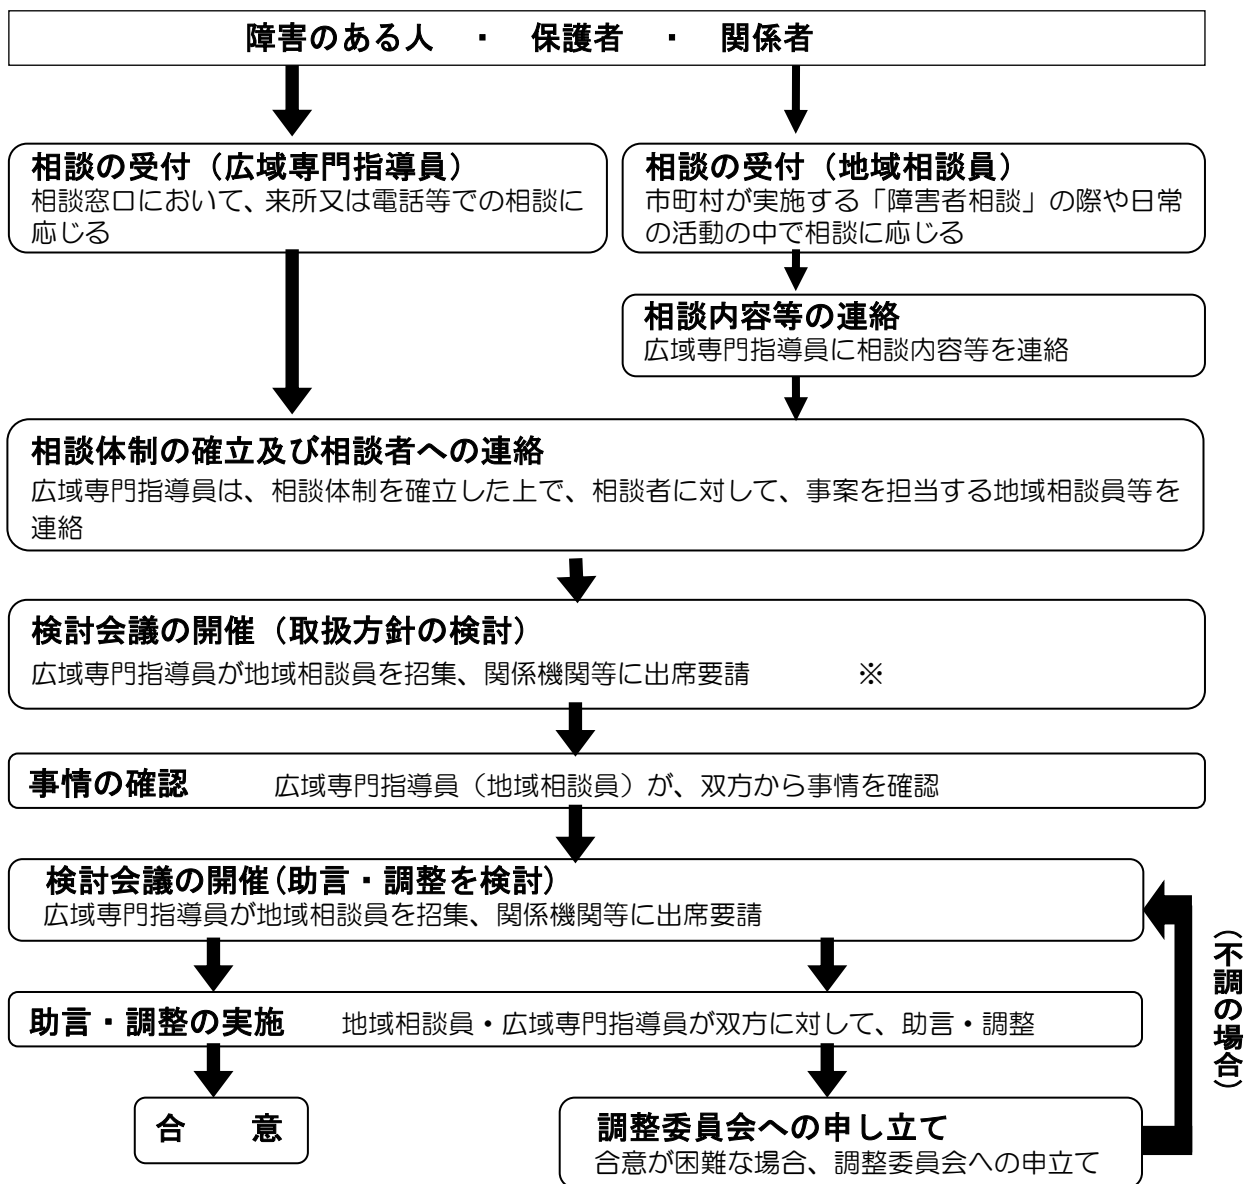 障害のある人 ・ 保護者 ・ 関係者
相談の受付（広域専門指導員）
相談窓口において、来所又は電話等での相談に
応じる
相談の受付（地域相談員）
市町村が実施する「障害者相談」の際や日常
の活動の中で相談に応じる
相談内容等の連絡
広域専門指導員に相談内容等を連絡
相談体制の確立及び相談者への連絡
広域専門指導員は、相談体制を確立した上で、相談者に対して、事案を担当する地域相談員等を
連絡
検討会議の開催（取扱方針の検討）
広域専門指導員が地域相談員を招集、関係機関等に出席要請 ※
事情の確認 広域専門指導員（地域相談員）が、双方から事情を確認
検討会議の開催(助言・調整を検討)
広域専門指導員が地域相談員を招集、関係機関等に出席要請
助言・調整の実施 地域相談員・広域専門指導員が双方に対して、助言・調整
合 意
調整委員会への申し立て
合意が困難な場合、調整委員会への申立て
（不調の場合）